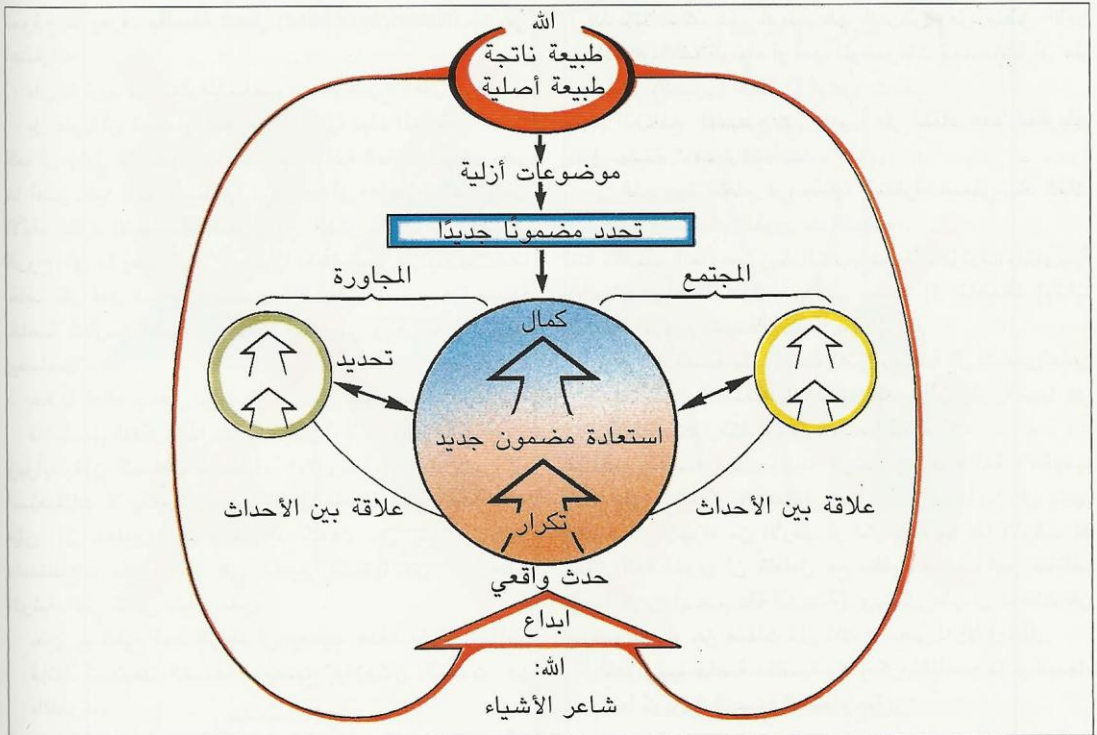 الله
طبيعة ناتجة
طبيعة أصلية
موضوعات أزلية
تحدد مضمونًا جديدًا
المجتمع
المجاورة
كمال
تحديد
استعادة مضمون جديد
علاقة بين الأحداث
علاقة بين الأحداث
تكرار
حدث واقعي
ابداع
الله:
شاعر الأشياء